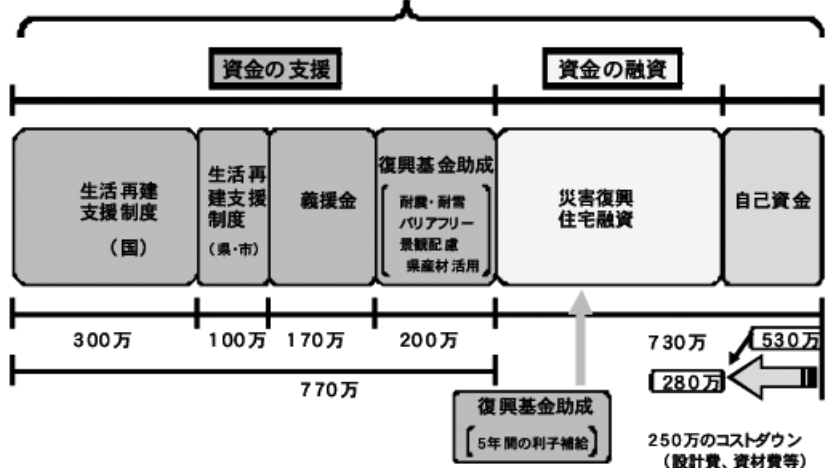 資金の支援
資金の融資
生活再建
支援制度
(国)
生活再
建支援
制度
(県・市)
義援金
復興基金助成
耐震・耐雪
バリアフリー
景観配慮
県産材活用
災害復興
住宅融資
自己資金
300万
100万
170万
200万
730万
530万
770万
280万
復興基金助成
5年間の利子補給
250万のコストダウン
(設計費、資材費等)